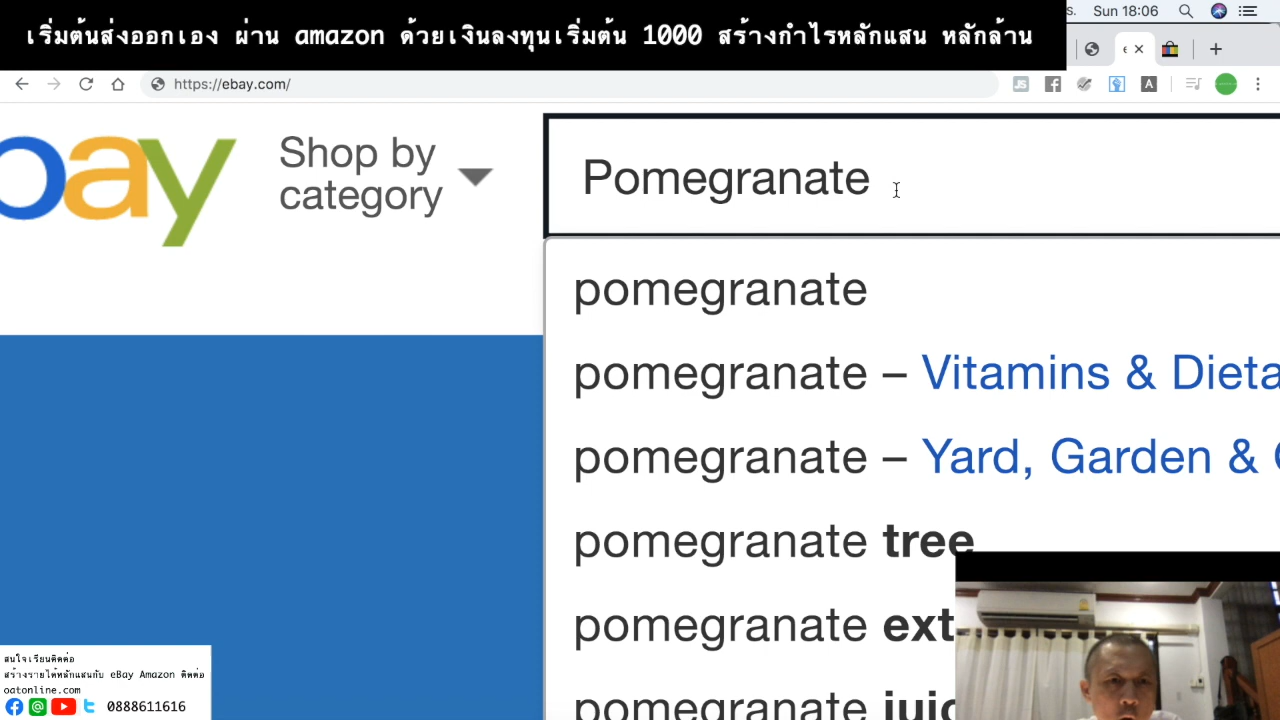 เริ่มต้นส่งออกเอง ผ่าน amazon ด้วยเงินลงทุนเริ่มต้น 1000 สร้างกำไรหลักแสน หลักล้าน
Sun 18:06
https://ebay.com/
ebay
Shop by
category
Pomegranate
pomegranate
pomegranate – Vitamins &
pomegranate – Yard, Garden &
pomegranate tree
pomegranate
pomegranate
สนใจเรียนติดต่อ
สร้างรายได้หลักแสนกับ eBay Amazon ติดต่อ
oatonline.com
0888611616